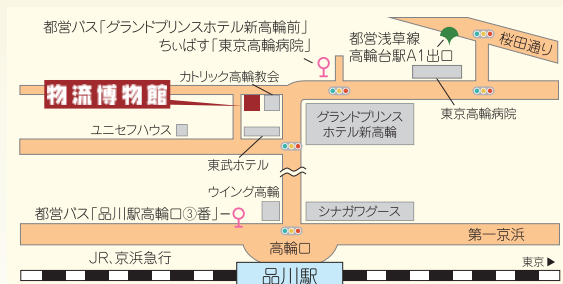 都営バス「グランドプリンスホテル新高輪前」
ちぃばす「東京高輪病院」
都営浅草線
高輪台駅A1出口
桜田通り
カトリック高輪教会
物流博物館
グランドプリンス
ホテル新高輪
東京高輪病院
ユニセフハウス
東武ホテル
ウイング高輪
都営バス「品川駅高輪口③番」
シナガワグース
高輪口
第一京浜
JR、京浜急行
東京▶
品川駅